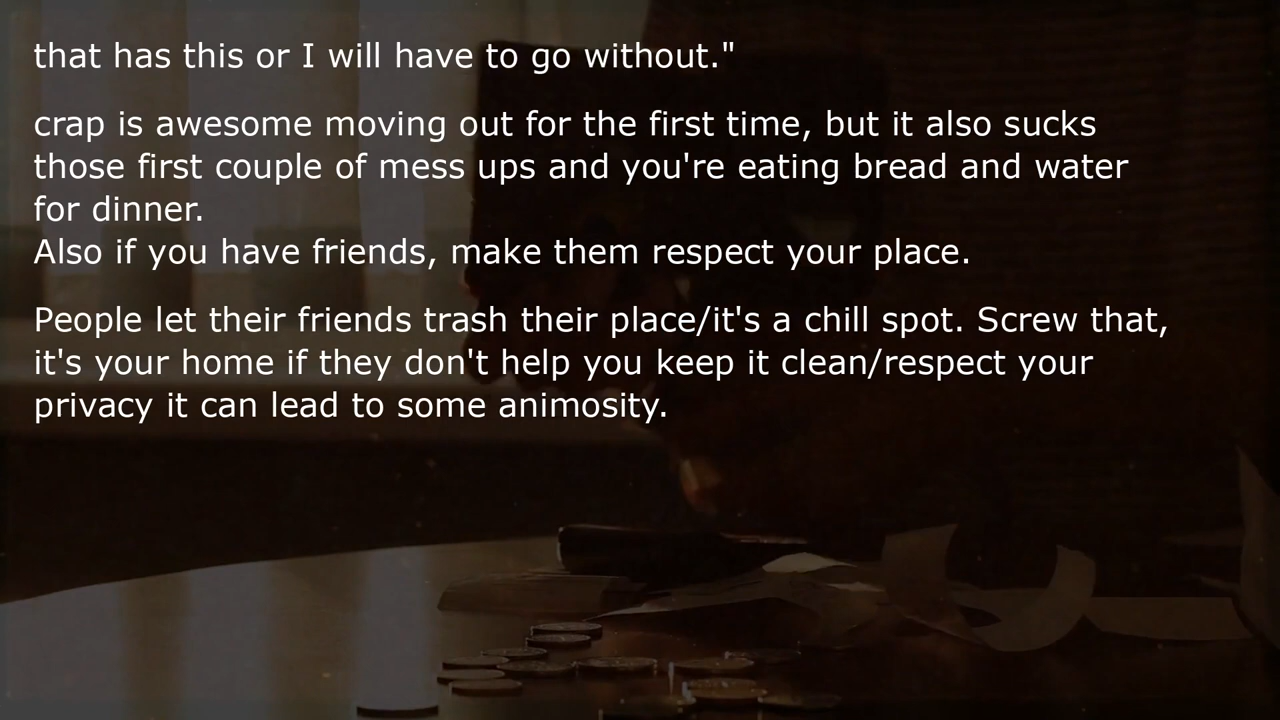 that has this or I will have to go without."
crap is awesome moving out for the first time, but it also sucks
those first couple of mess ups and you're eating bread and water
for dinner.
Also if you have friends, make them respect your place.
People let their friends trash their place/it's a chill spot. Screw that,
it's your home if they don't help you keep it clean/respect your
privacy it can lead to some animosity.